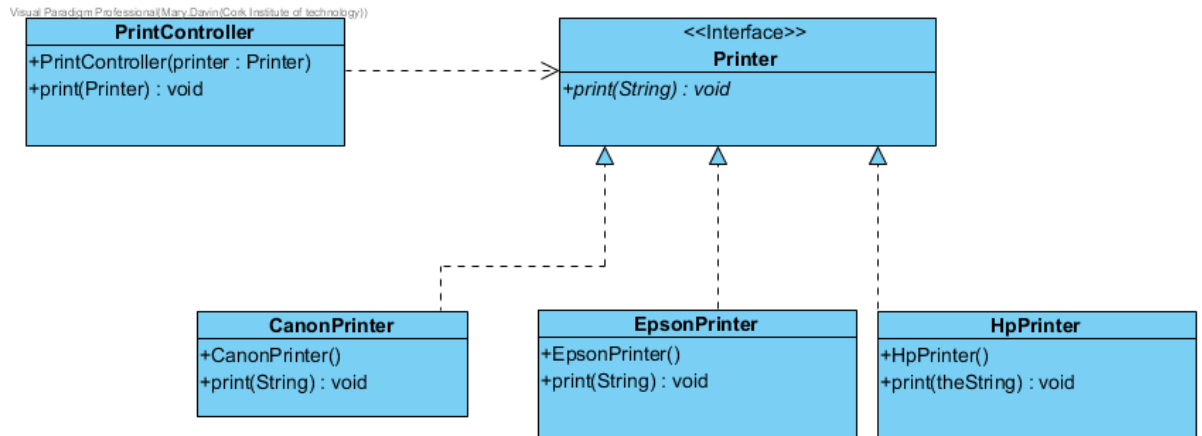 Visual Paradigm Professional(Mary.Davin(Cork Institute of technology))
PrintController
+PrintController(printer : Printer)
+print(Printer) : void
<<Interface>>
Printer
+print(String) : void
CanonPrinter
+CanonPrinter()
+print(String) : void
EpsonPrinter
+EpsonPrinter()
+print(String) : void
HpPrinter
+HpPrinter()
+print(theString) : void